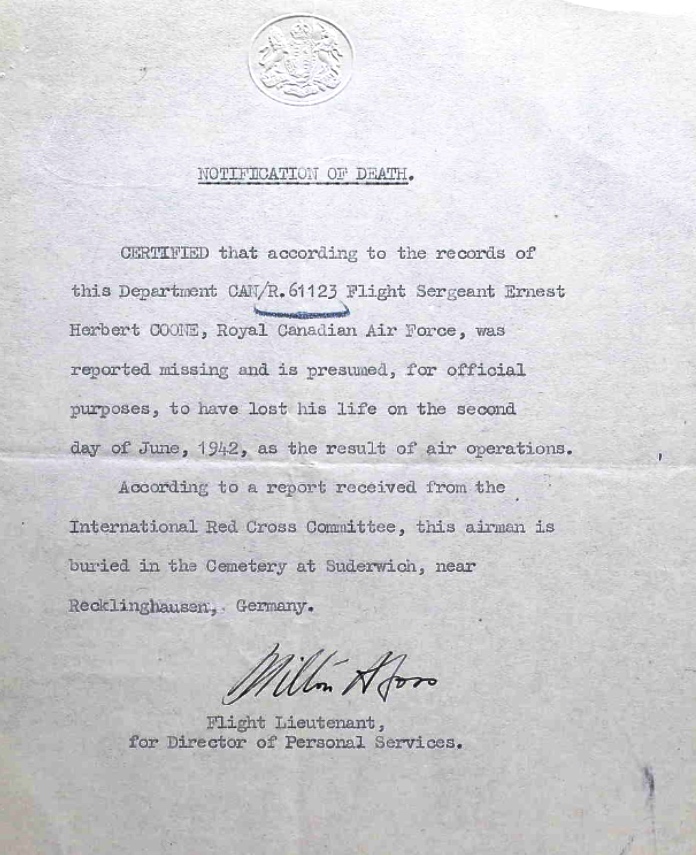 NOTIFICATION OF DEATH.
CERTIFIED that according to the records of
this Department CAN/R.61123 Flight Sergeant Ernest
Herbert COONE, Royal Canadian Air Force, was
reported missing and is presumed, for official
purposes, to have lost his life on the second
day of June, 1942, as the result of air operations.
According to a report received from the
International Red Cross Committee, this airman is
buried in the Cemetery at Suderwich, near
Recklinghausen, Germany.
Milton
Flight Lieutenant,
for Director of Personal Services.